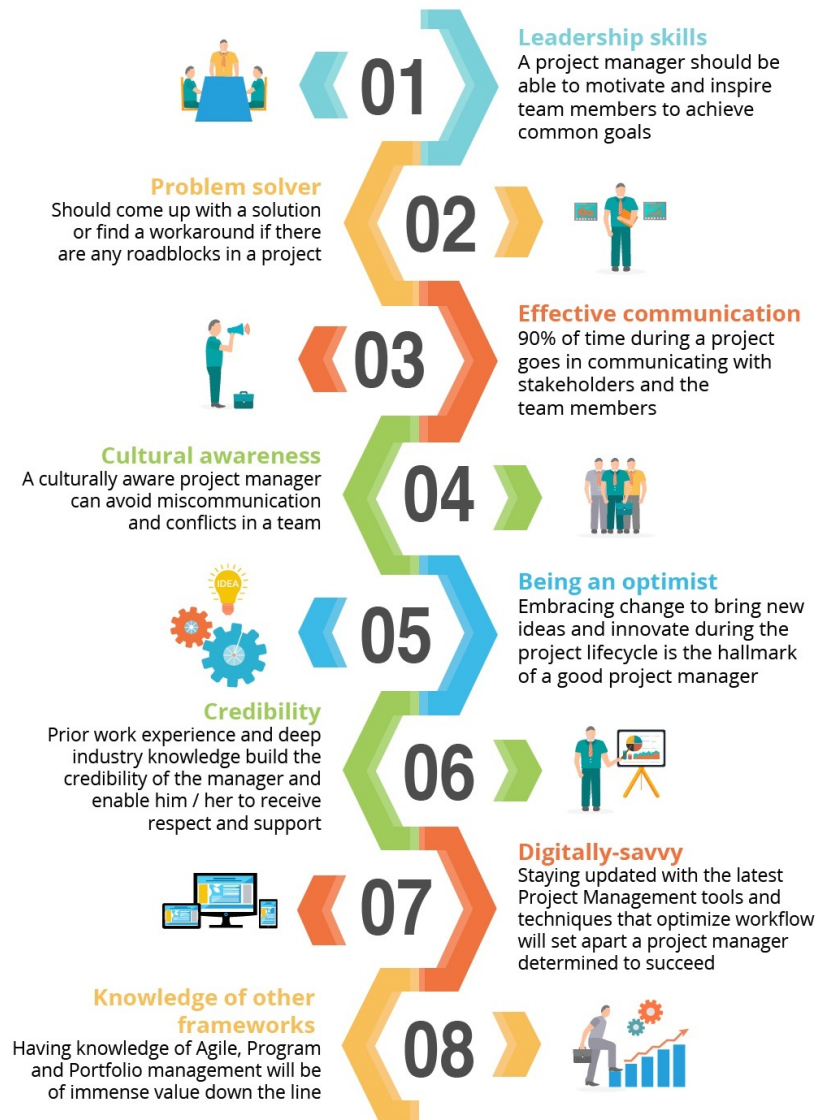 01
Leadership skills
A project manager should be
able to motivate and inspire
team members to achieve
common goals
Problem solver
Should come up with a solution
or find a workaround if there
are any roadblocks in a project
02
03
Effective communication
90% of time during a project
goes in communicating with
stakeholders and the
team members
Cultural awareness
A culturally aware project manager
can avoid miscommunication
and conflicts in a team
04
IDEA
05
Being an optimist
Embracing change to bring new
ideas and innovate during the
project lifecycle is the hallmark
of a good project manager
Credibility
Prior work experience and deep
industry knowledge build the
credibility of the manager and
enable him / her to receive
respect and support
06
07
Digitally-savvy
Staying updated with the latest
Project Management tools and
techniques that optimize workflow
will set apart a project manager
determined to succeed
Knowledge of other
frameworks
Having knowledge of Agile, Program
and Portfolio management will be
of immense value down the line
08